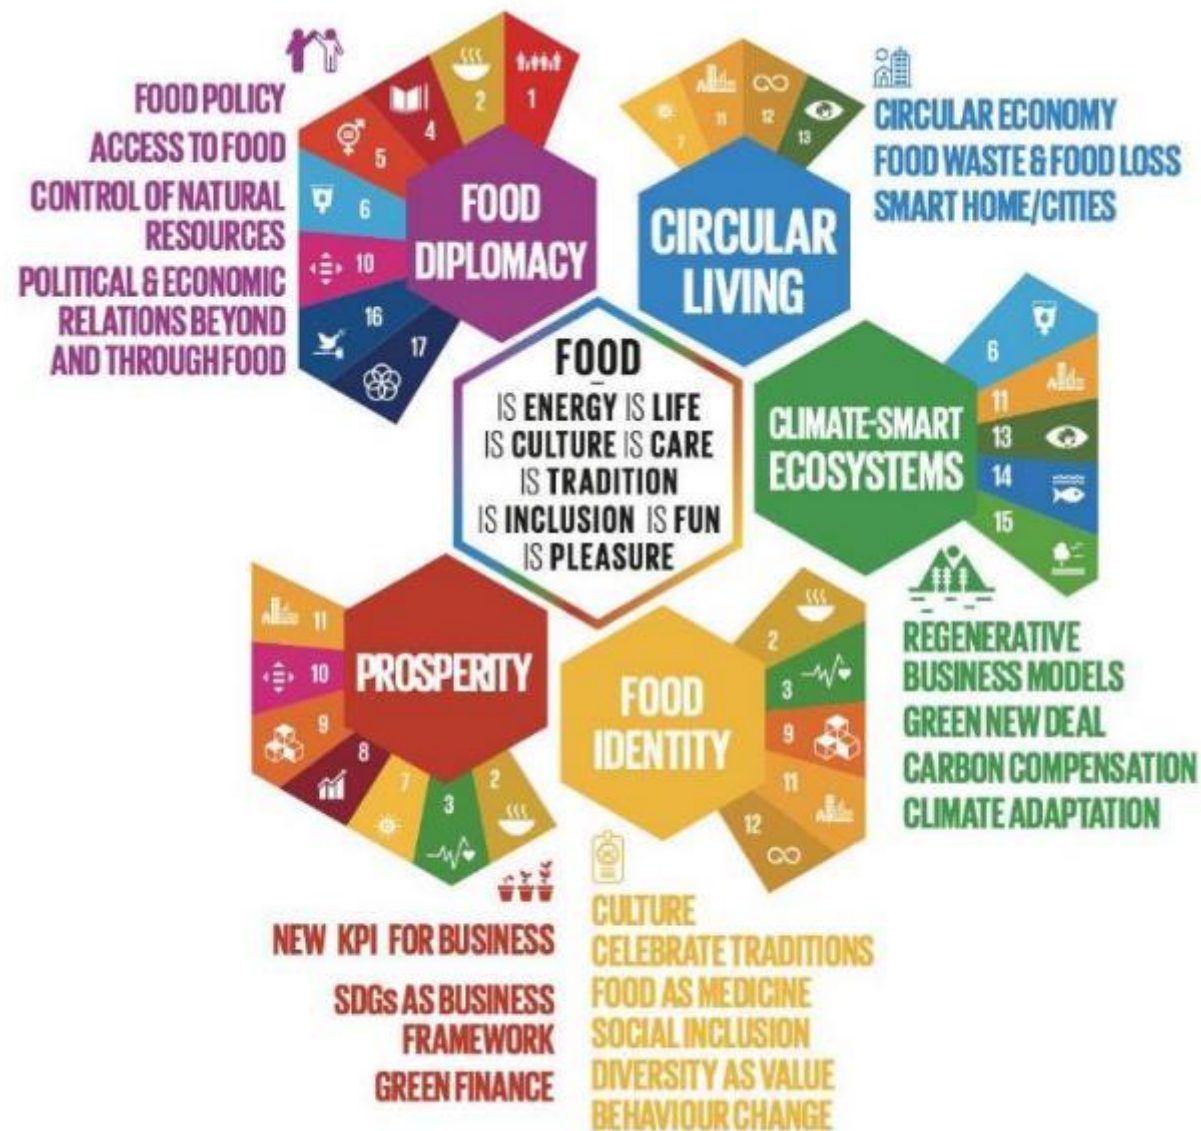 FOOD POLICY
ACCESS TO FOOD
CONTROL OF NATURAL
RESOURCES
POLITICAL & ECONOMIC
RELATIONS BEYOND
AND THROUGH FOOD
1
2
4
5
6
10
16
17
FOOD
DIPLOMACY
7
11
12
13
CIRCULAR
LIVING
CIRCULAR ECONOMY
FOOD WASTE & FOOD LOSS
SMART HOME/CITIES
FOOD
IS ENERGY IS LIFE
IS CULTURE IS CARE
IS TRADITION
IS INCLUSION IS FUN
IS PLEASURE
CLIMATE-SMART
ECOSYSTEMS
6
11
13
14
15
REGENERATIVE
BUSINESS MODELS
GREEN NEW DEAL
CARBON COMPENSATION
CLIMATE ADAPTATION
PROSPERITY
11
10
9
8
7
3
2
NEW KPI FOR BUSINESS
SDGs AS BUSINESS
FRAMEWORK
GREEN FINANCE
FOOD
IDENTITY
2
3
9
11
12
CULTURE
CELEBRATE TRADITIONS
FOOD AS MEDICINE
SOCIAL INCLUSION
DIVERSITY AS VALUE
BEHAVIOUR CHANGE